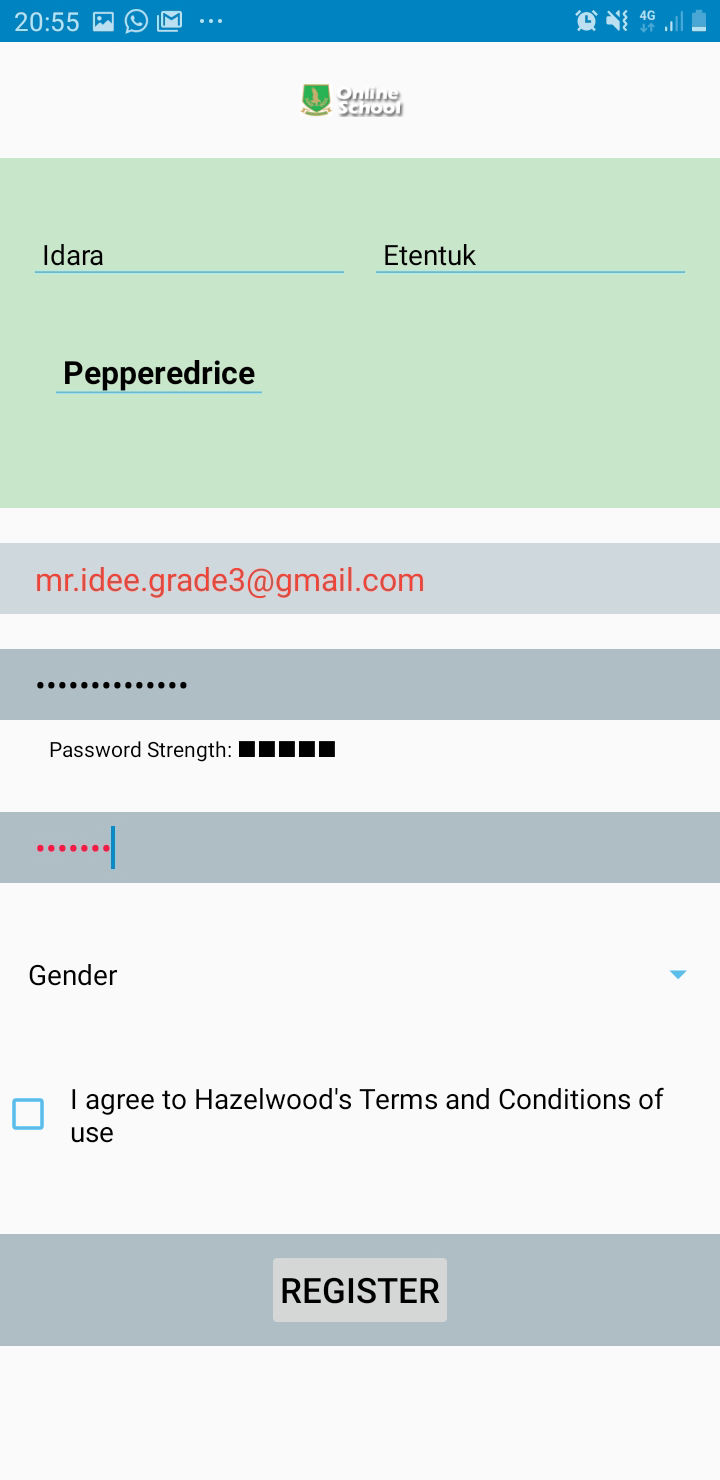 20:55
4G
Online
School
Idara Etentuk
Pepperedrice
mr.idee.grade3@gmail.com
••••••••••••••
Password Strength: ■■■■■
•••••••
Gender
I agree to Hazelwood's Terms and Conditions of
use
REGISTER